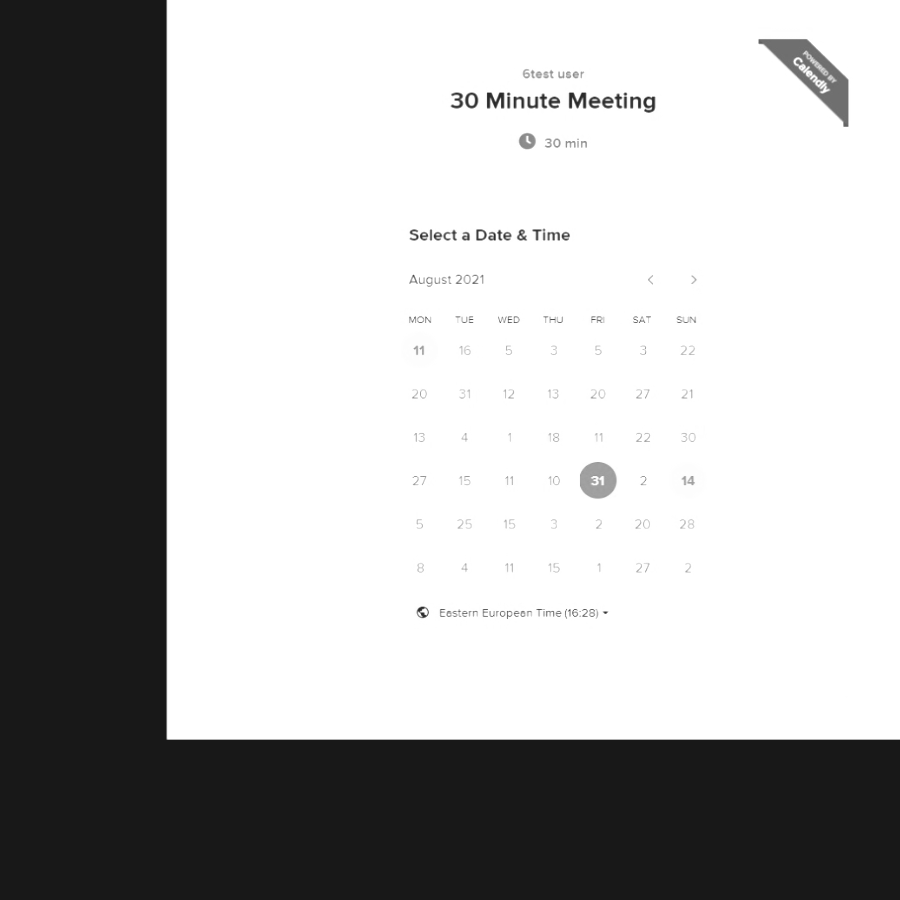 6test user
30 Minute Meeting
30 min
POWERED BY
Calendly
Select a Date & Time
August 2021
MON TUE WED THU FRI SAT SUN
11 16 5 3 5 3 22
20 31 12 13 20 27 21
13 4 1 18 11 22 30
27 15 11 10 31 2 14
5 25 15 3 2 20 28
8 4 11 15 1 27 2
Eastern European Time (16:28)